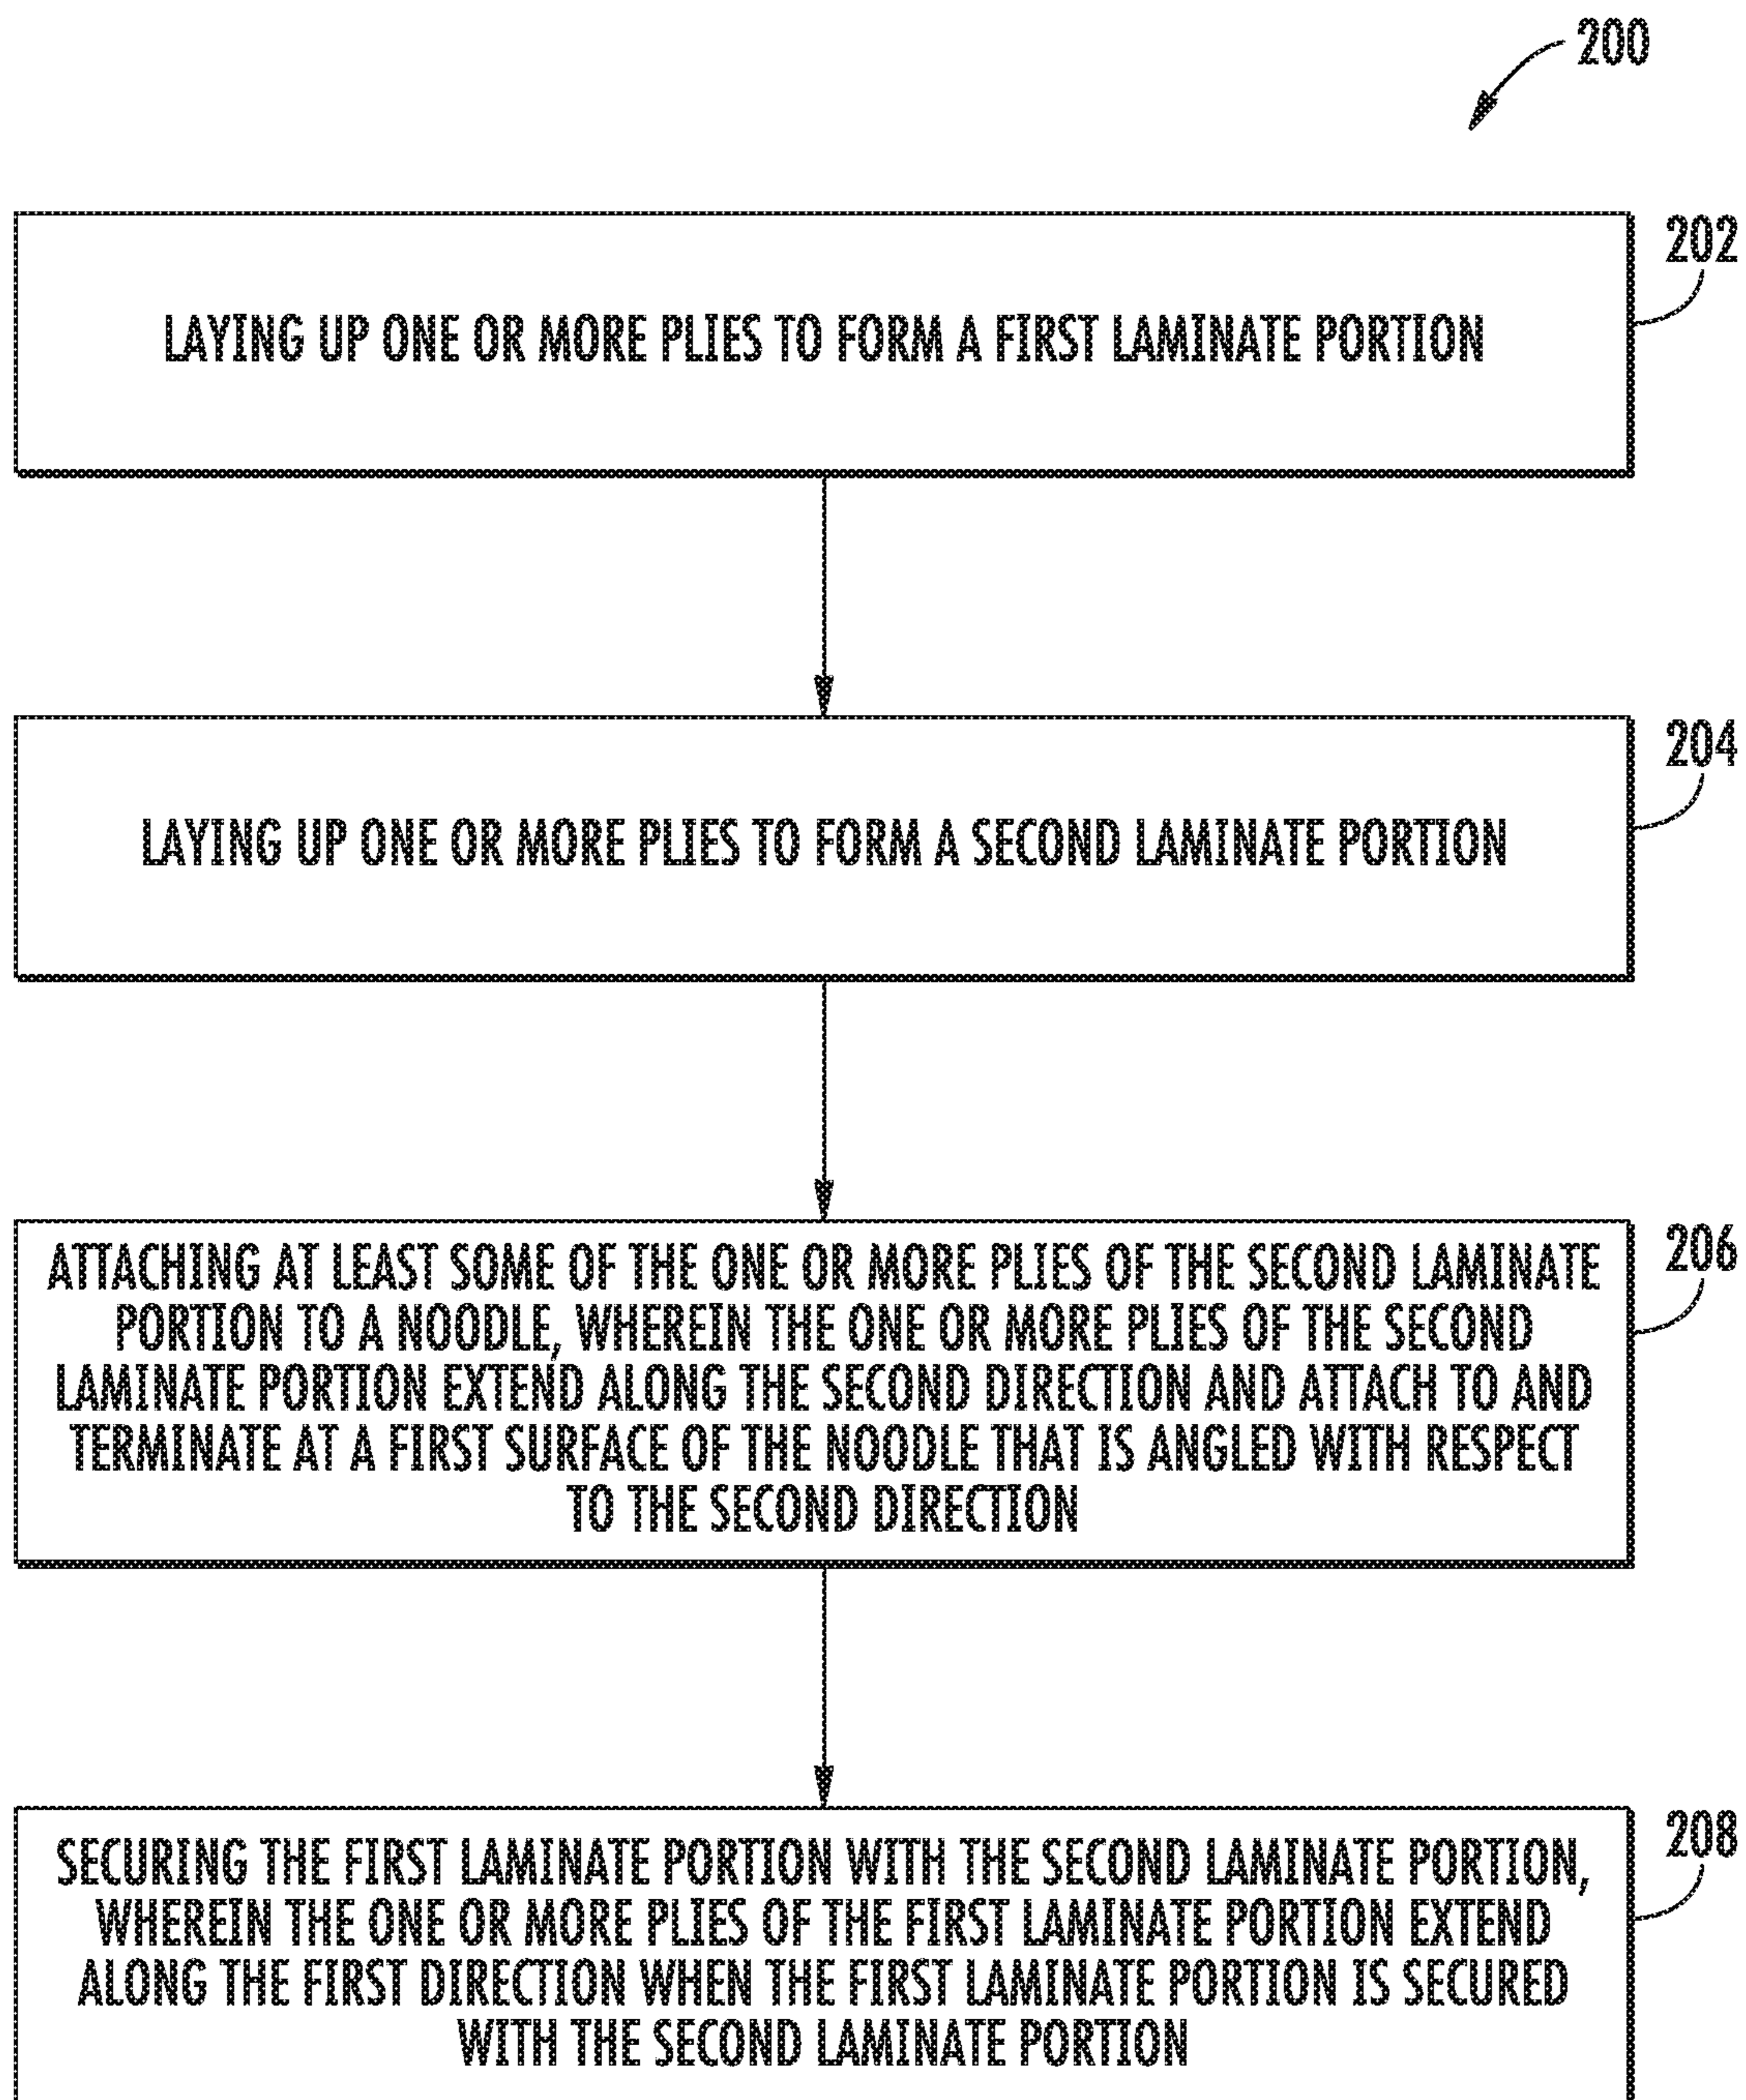 200
202
LAYING UP ONE OR MORE PLIES TO FORM A FIRST LAMINATE PORTION
204
LAYING UP ONE OR MORE PLIES TO FORM A SECOND LAMINATE PORTION
206
ATTACHING AT LEAST SOME OF THE ONE OR MORE PLIES OF THE SECOND LAMINATE
PORTION TO A NOODLE, WHEREIN THE ONE OR MORE PLIES OF THE SECOND
LAMINATE PORTION EXTEND ALONG THE SECOND DIRECTION AND ATTACH TO AND
TERMINATE AT A FIRST SURFACE OF THE NOODLE THAT IS ANGLED WITH RESPECT
TO THE SECOND DIRECTION
208
SECURING THE FIRST LAMINATE PORTION WITH THE SECOND LAMINATE PORTION,
WHEREIN THE ONE OR MORE PLIES OF THE FIRST LAMINATE PORTION EXTEND
ALONG THE FIRST DIRECTION WHEN THE FIRST LAMINATE PORTION IS SECURED
WITH THE SECOND LAMINATE PORTION